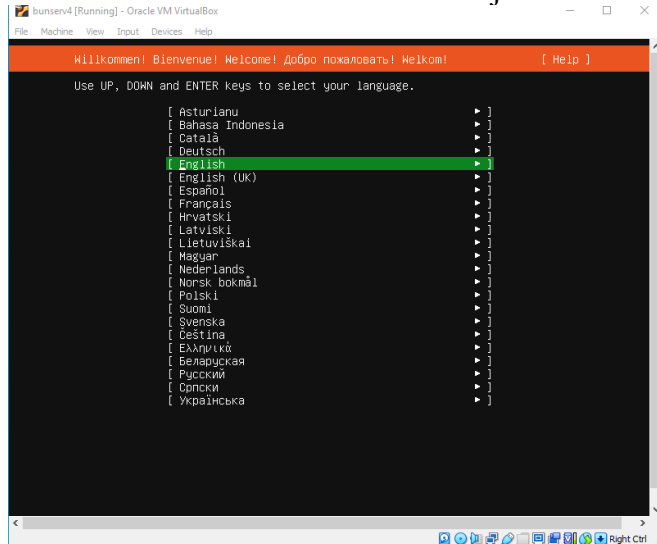 bunserv4 [Running] - Oracle VM VirtualBox
File Machine View Input Devices Help
Willkommen! Bienvenue! Welcome! Добро пожаловать! Welkom! [ Help ]
Use UP, DOWN and ENTER keys to select your language.
[ Asturianu ► ]
[ Bahasa Indonesia ► ]
[ Català ► ]
[ Deutsch ► ]
[ English ► ]
[ English (UK) ► ]
[ Español ► ]
[ Français ► ]
[ Hrvatski ► ]
[ Latviski ► ]
[ Lietuviškai ► ]
[ Magyar ► ]
[ Nederlands ► ]
[ Norsk bokmål ► ]
[ Polski ► ]
[ Suomi ► ]
[ Svenska ► ]
[ Čeština ► ]
[ Ελληνικά ► ]
[ Беларуская ► ]
[ Русский ► ]
[ Српски ► ]
[ Українська ► ]
Right Ctrl